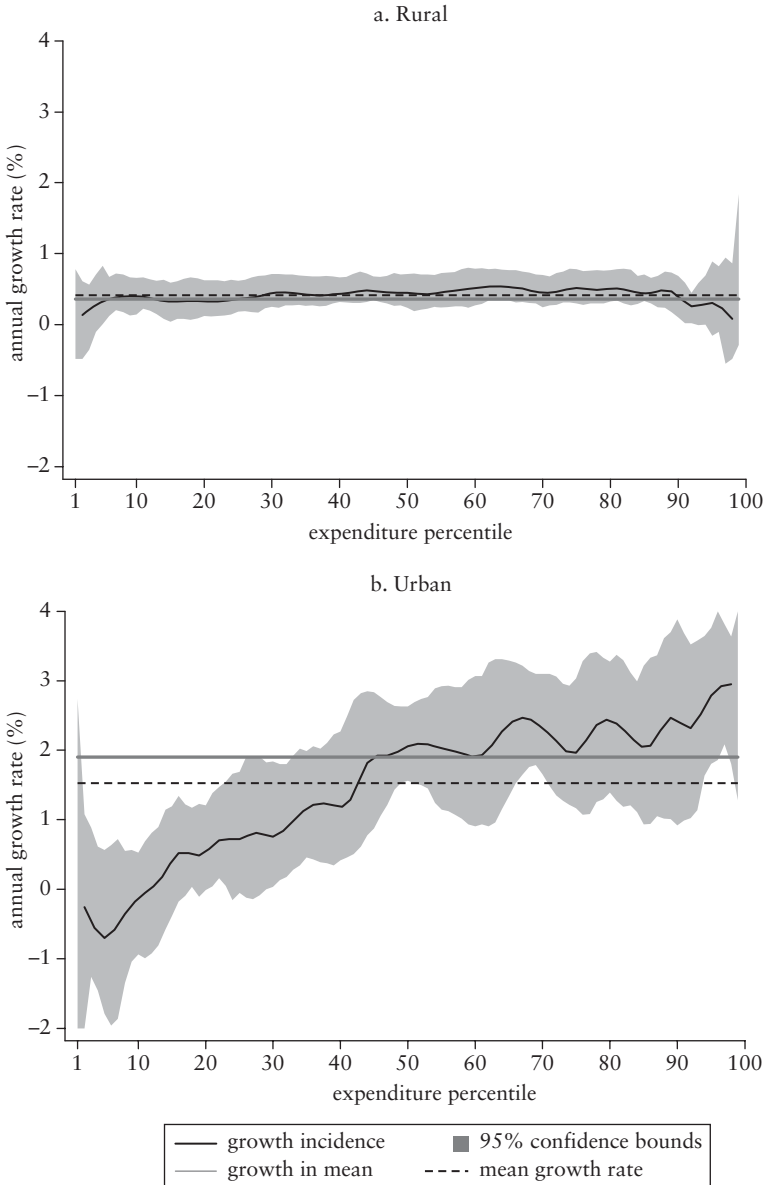 a. Rural
4
3
2
1
0
–1
–2
annual growth rate (%)
1 10 20 30 40 50 60 70 80 90 100
expenditure percentile
b. Urban
4
3
2
1
0
–1
–2
annual growth rate (%)
1 10 20 30 40 50 60 70 80 90 100
expenditure percentile
growth incidence 95% confidence bounds
growth in mean mean growth rate